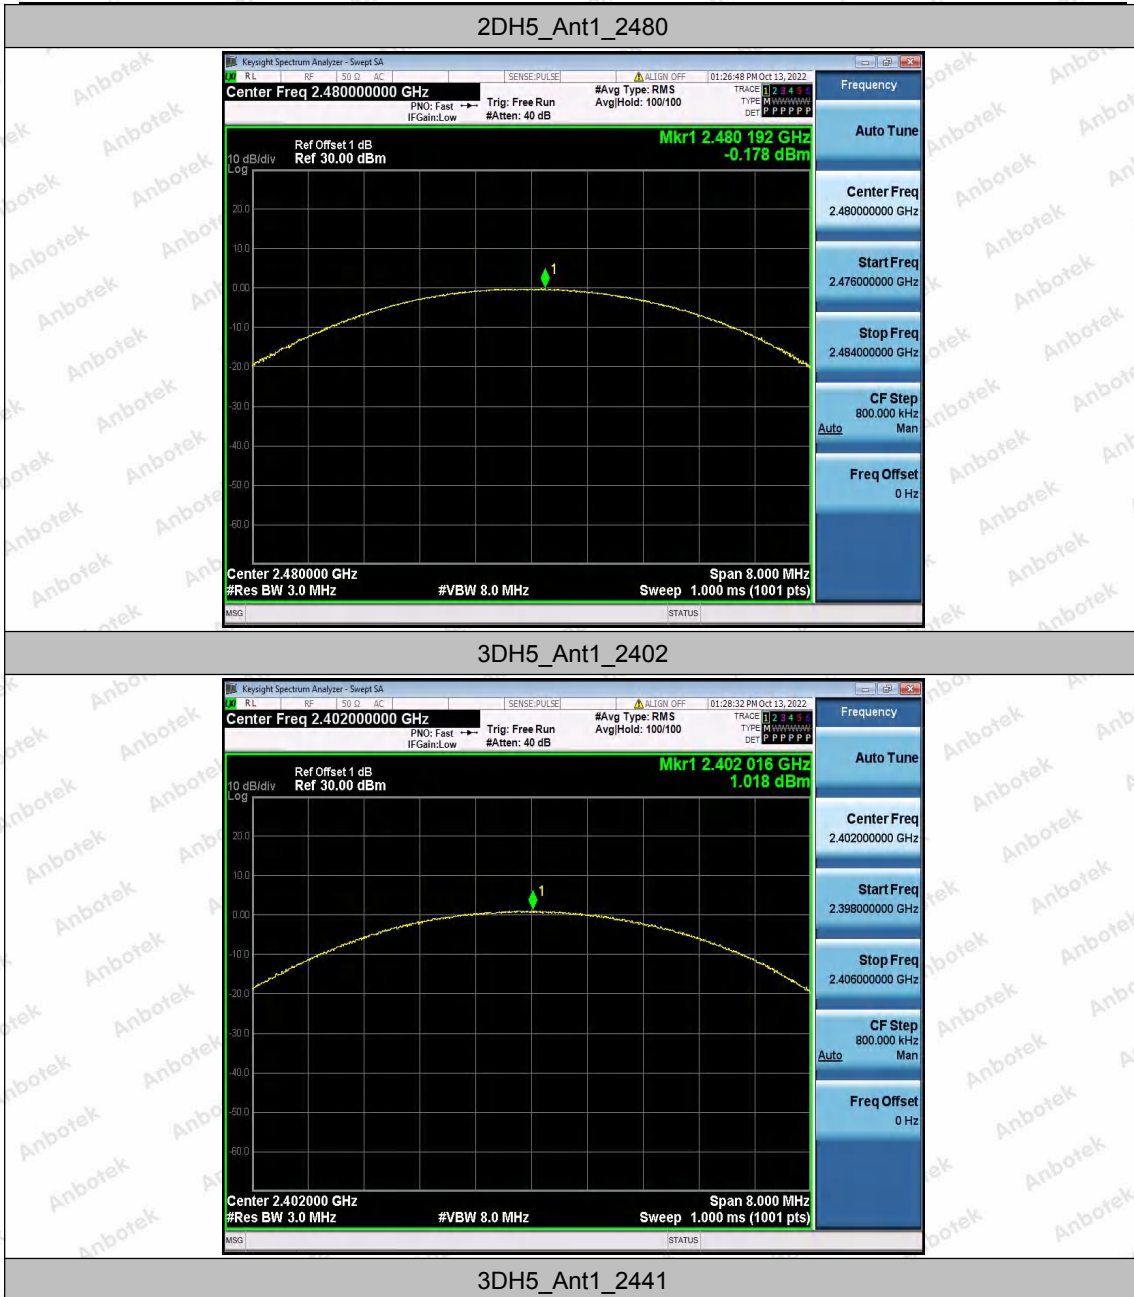 2DH5_Ant1_2480
Keysight Spectrum Analyzer - Swept SA
LXI RL RF 50 Ω AC SENSE:PULSE ALIGN OFF 01:26:48 PM Oct 13, 2022
Center Freq 2.480000000 GHz
PNO: Fast
IFGain:Low
Trig: Free Run
#Atten: 40 dB
#Avg Type: RMS
Avg|Hold: 100/100
TRACE 1 2 3 4 5 6
TYPE M WWWWW
DET P P P P P P
Mkr1 2.480 192 GHz
-0.178 dBm
Ref Offset 1 dB
10 dB/div Ref 30.00 dBm
Log
20.0
10.0
0.00
-10.0
-20.0
-30.0
-40.0
-50.0
-60.0
1
Center 2.480000 GHz Span 8.000 MHz
#Res BW 3.0 MHz #VBW 8.0 MHz Sweep 1.000 ms (1001 pts)
MSG STATUS
Frequency
Auto Tune
Center Freq
2.480000000 GHz
Start Freq
2.476000000 GHz
Stop Freq
2.484000000 GHz
CF Step
800.000 kHz
Auto Man
Freq Offset
0 Hz
3DH5_Ant1_2402
Keysight Spectrum Analyzer - Swept SA
LXI RL RF 50 Ω AC SENSE:PULSE ALIGN OFF 01:28:32 PM Oct 13, 2022
Center Freq 2.402000000 GHz
PNO: Fast
IFGain:Low
Trig: Free Run
#Atten: 40 dB
#Avg Type: RMS
Avg|Hold: 100/100
TRACE 1 2 3 4 5 6
TYPE M WWWWW
DET P P P P P P
Mkr1 2.402 016 GHz
1.018 dBm
Ref Offset 1 dB
10 dB/div Ref 30.00 dBm
Log
20.0
10.0
0.00
-10.0
-20.0
-30.0
-40.0
-50.0
-60.0
1
Center 2.402000 GHz Span 8.000 MHz
#Res BW 3.0 MHz #VBW 8.0 MHz Sweep 1.000 ms (1001 pts)
MSG STATUS
Frequency
Auto Tune
Center Freq
2.402000000 GHz
Start Freq
2.398000000 GHz
Stop Freq
2.406000000 GHz
CF Step
800.000 kHz
Auto Man
Freq Offset
0 Hz
3DH5_Ant1_2441
Anbotek